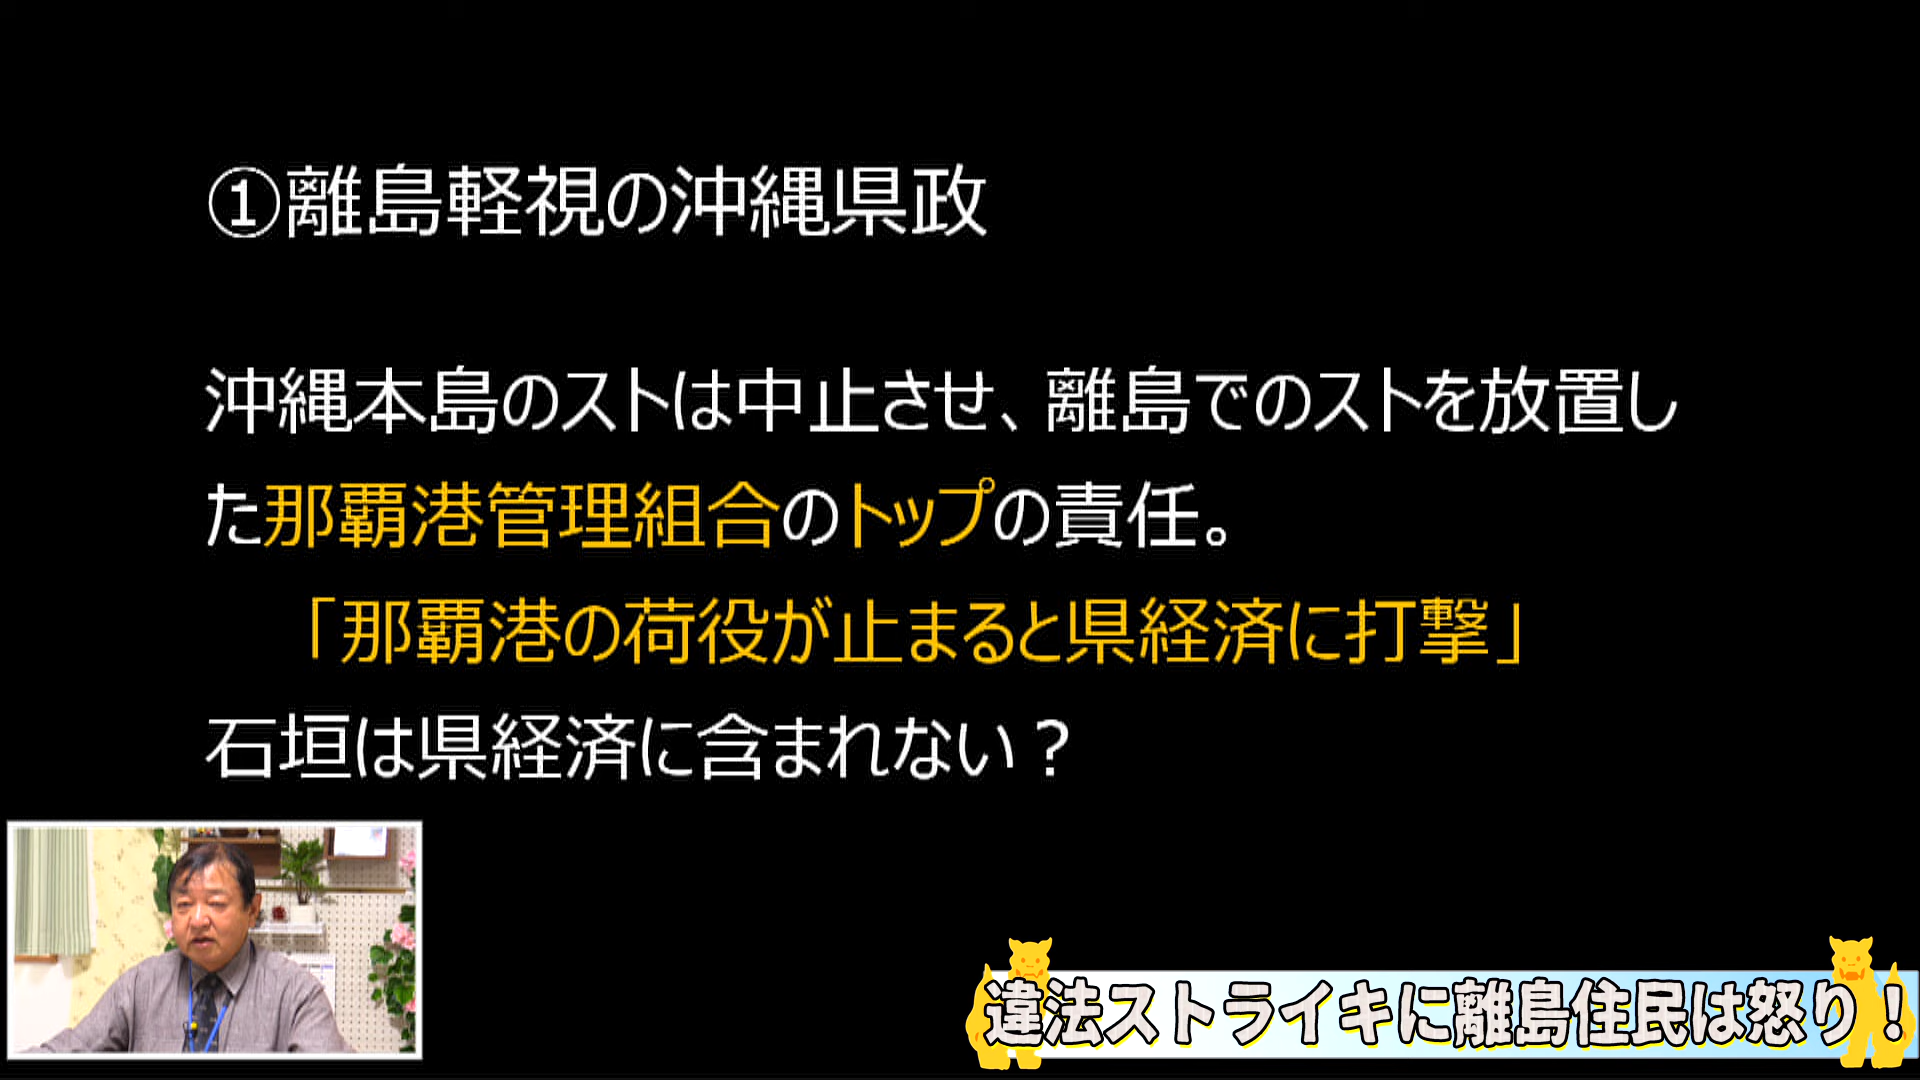 ①離島軽視の沖縄県政
沖縄本島のストは中止させ、離島でのストを放置し
た那覇港管理組合のトップの責任。
「那覇港の荷役が止まると県経済に打撃」
石垣は県経済に含まれない？
違法ストライキに離島住民は怒り！